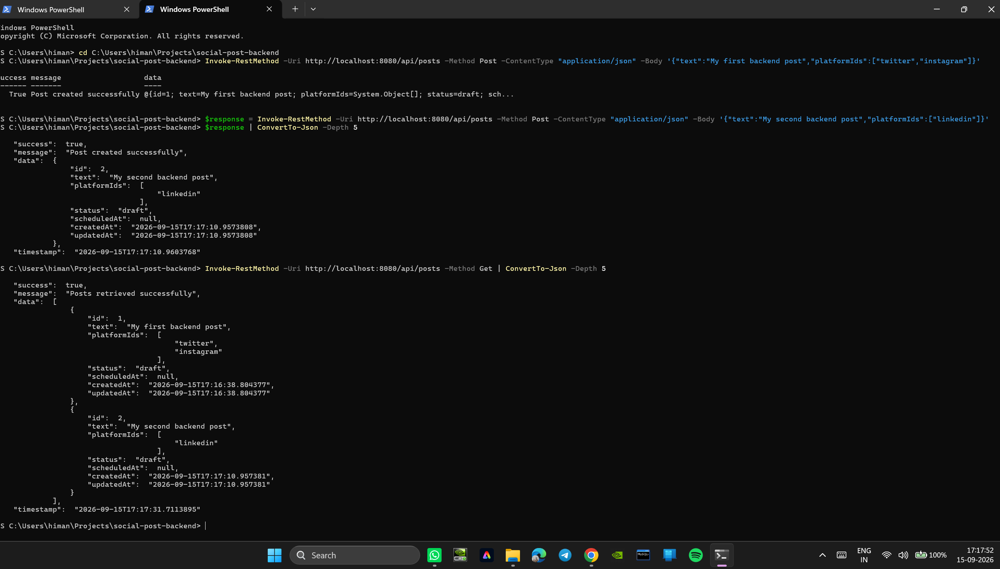 Windows PowerShell
Windows PowerShell
indows PowerShell
opyright (C) Microsoft Corporation. All rights reserved.
S C:\Users\himan> cd C:\Users\himan\Projects\social-post-backend
S C:\Users\himan\Projects\social-post-backend> Invoke-RestMethod -Uri http://localhost:8080/api/posts -Method Post -ContentType "application/json" -Body '{"text":"My first backend post","platformIds":["twitter","instagram"]}'
uccess message                   data
------ -------                   ----
  True Post created successfully @{id=1; text=My first backend post; platformIds=System.Object[]; status=draft; sch...
S C:\Users\himan\Projects\social-post-backend> $response = Invoke-RestMethod -Uri http://localhost:8080/api/posts -Method Post -ContentType "application/json" -Body '{"text":"My second backend post","platformIds":["linkedin"]}'
S C:\Users\himan\Projects\social-post-backend> $response | ConvertTo-Json -Depth 5
   "success":  true,
   "message":  "Post created successfully",
   "data":  {
                "id":  2,
                "text":  "My second backend post",
                "platformIds":  [
                                    "linkedin"
                                ],
                "status":  "draft",
                "scheduledAt":  null,
                "createdAt":  "2026-09-15T17:17:10.9573808",
                "updatedAt":  "2026-09-15T17:17:10.9573808"
            },
   "timestamp":  "2026-09-15T17:17:10.9603768"
S C:\Users\himan\Projects\social-post-backend> Invoke-RestMethod -Uri http://localhost:8080/api/posts -Method Get | ConvertTo-Json -Depth 5
   "success":  true,
   "message":  "Posts retrieved successfully",
   "data":  [
                {
                    "id":  1,
                    "text":  "My first backend post",
                    "platformIds":  [
                                        "twitter",
                                        "instagram"
                                    ],
                    "status":  "draft",
                    "scheduledAt":  null,
                    "createdAt":  "2026-09-15T17:16:38.804377",
                    "updatedAt":  "2026-09-15T17:16:38.804377"
                },
                {
                    "id":  2,
                    "text":  "My second backend post",
                    "platformIds":  [
                                        "linkedin"
                                    ],
                    "status":  "draft",
                    "scheduledAt":  null,
                    "createdAt":  "2026-09-15T17:17:10.957381",
                    "updatedAt":  "2026-09-15T17:17:10.957381"
                }
            ],
   "timestamp":  "2026-09-15T17:17:31.7113895"
S C:\Users\himan\Projects\social-post-backend>
Search
MySQL
ENG
IN
100%
17:17:52
15-09-2026